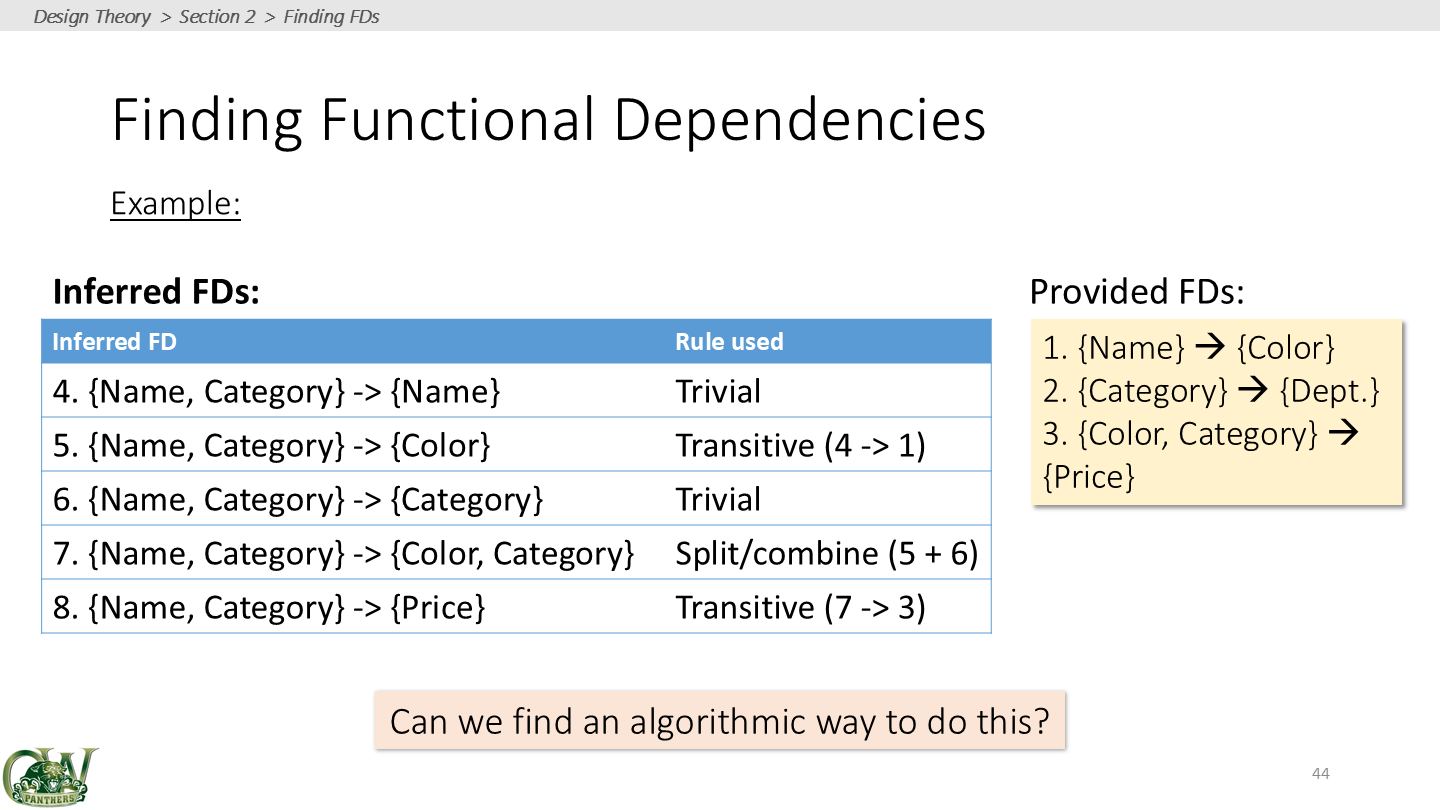 Design Theory > Section 2 > Finding FDs
Finding Functional Dependencies
Example:
Inferred FDs:
Inferred FD Rule used
4. {Name, Category} -> {Name} Trivial
5. {Name, Category} -> {Color} Transitive (4 -> 1)
6. {Name, Category} -> {Category} Trivial
7. {Name, Category} -> {Color, Category} Split/combine (5 + 6)
8. {Name, Category} -> {Price} Transitive (7 -> 3)
Provided FDs:
1. {Name} → {Color}
2. {Category} → {Dept.}
3. {Color, Category} →
{Price}
Can we find an algorithmic way to do this?
CW
PANTHERS
44